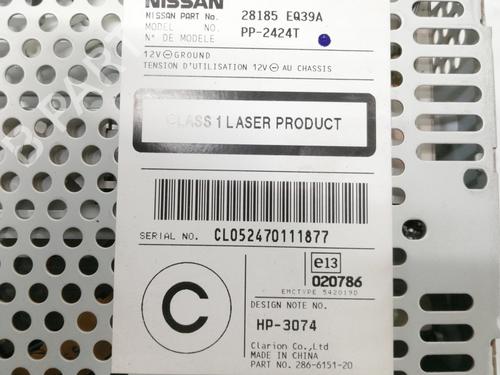 NISSAN
NISSAN PART No. 28185 EQ39A
MODEL NO. PP-2424T
N° DE MODELE
12V⊖GROUND
TENSION D'UTILISATION 12V⊖AU CHASSIS
CLASS 1 LASER PRODUCT
SERIAL NO. CL052470111877
e13
020786
EMCTYPE 542019D
C
DESIGN NOTE NO.
HP-3074
Clarion Co.,Ltd
MADE IN CHINA
PART NO. 286-6151-20